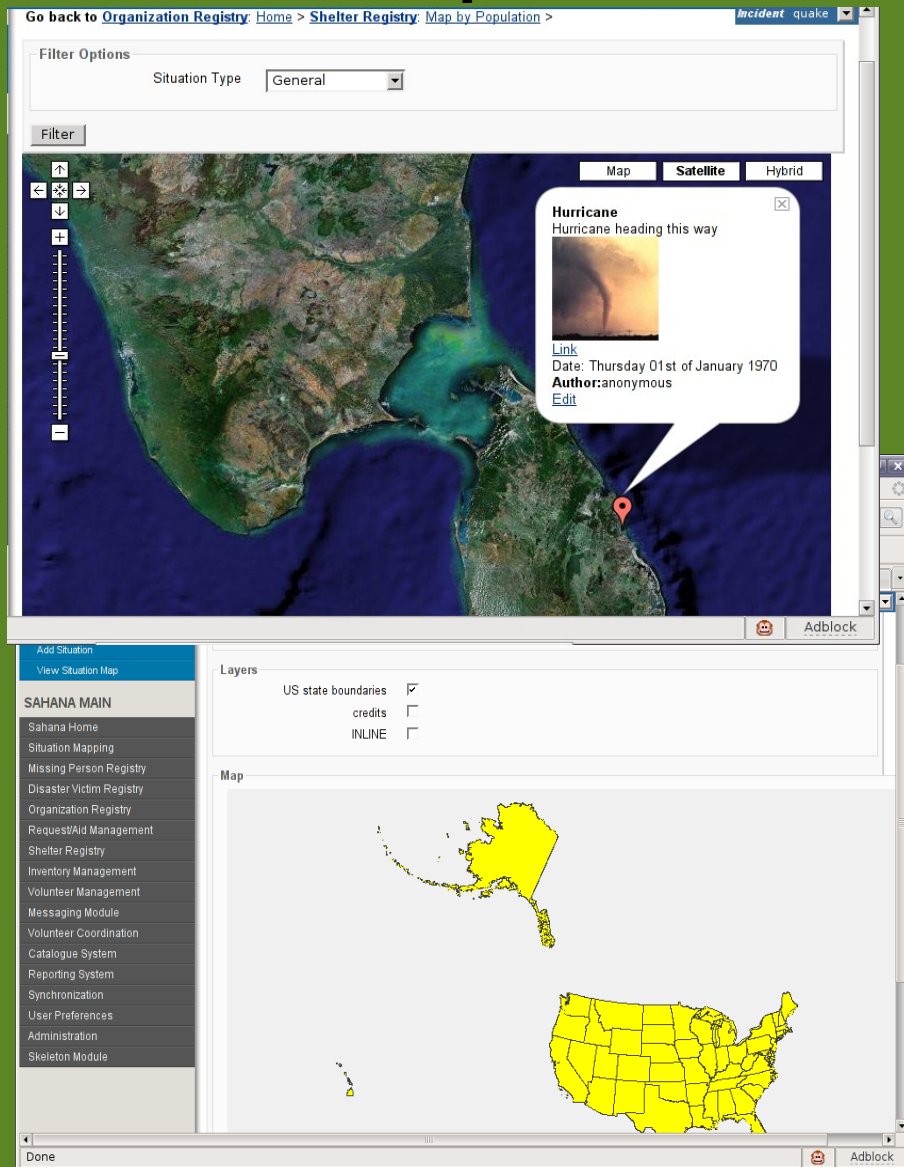 Go back to Organization Registry: Home > Shelter Registry: Map by Population >
Incident quake
Filter Options
Situation Type General
Filter
Map Satellite Hybrid
Hurricane
Hurricane heading this way
Link
Date: Thursday 01st of January 1970
Author:anonymous
Edit
Adblock
Add Situation
View Situation Map
SAHANA MAIN
Sahana Home
Situation Mapping
Missing Person Registry
Disaster Victim Registry
Organization Registry
Request/Aid Management
Shelter Registry
Inventory Management
Volunteer Management
Messaging Module
Volunteer Coordination
Catalogue System
Reporting System
Synchronization
User Preferences
Administration
Skeleton Module
Layers
US state boundaries
credits
INLINE
Map
Done
Adblock